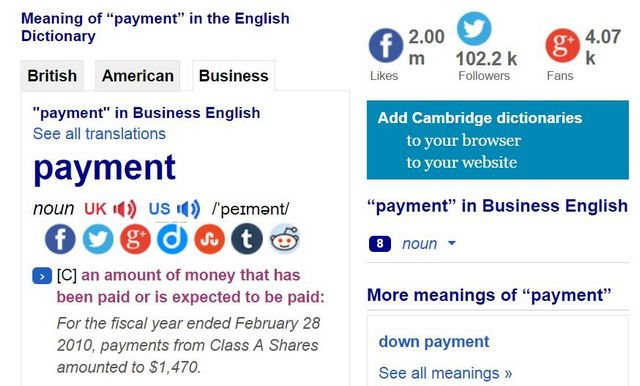 Meaning of “payment” in the English
Dictionary
British
American
Business
"payment" in Business English
See all translations
payment
noun UK US /ˈpeɪmənt/
[C] an amount of money that has
been paid or is expected to be paid:
For the fiscal year ended February 28
2010, payments from Class A Shares
amounted to $1,470.
2.00
m
Likes
102.2 k
Followers
4.07
k
Fans
Add Cambridge dictionaries
to your browser
to your website
“payment” in Business English
8 noun
More meanings of “payment”
down payment
See all meanings »